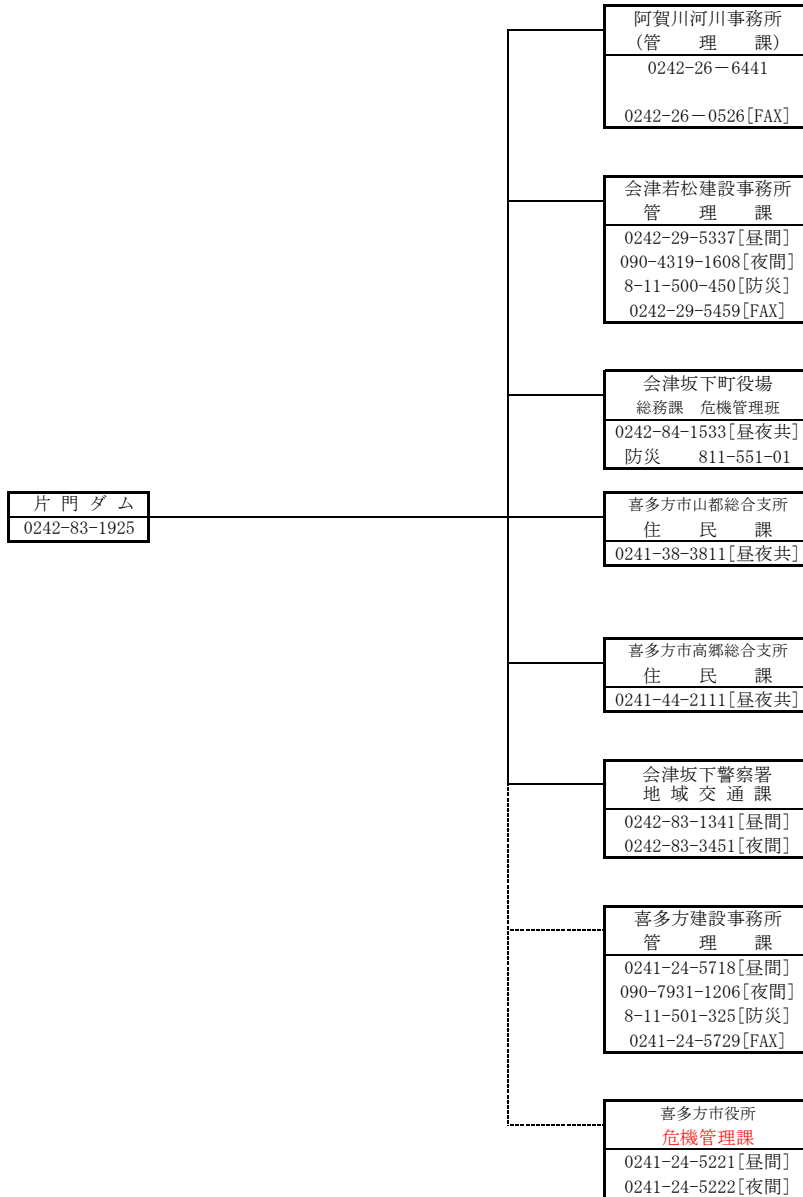 阿賀川河川事務所
(管 理 課)
0242-26－6441
0242-26－0526[FAX]
会津若松建設事務所
管 理 課
0242-29-5337[昼間]
090-4319-1608[夜間]
8-11-500-450[防災]
0242-29-5459[FAX]
会津坂下町役場
総務課 危機管理班
0242-84-1533[昼夜共]
防災 811-551-01
片 門 ダ ム
0242-83-1925
喜多方市山都総合支所
住 民 課
0241-38-3811[昼夜共]
喜多方市高郷総合支所
住 民 課
0241-44-2111[昼夜共]
会津坂下警察署
地 域 交 通 課
0242-83-1341[昼間]
0242-83-3451[夜間]
喜多方建設事務所
管 理 課
0241-24-5718[昼間]
090-7931-1206[夜間]
8-11-501-325[防災]
0241-24-5729[FAX]
喜多方市役所
危機管理課
0241-24-5221[昼間]
0241-24-5222[夜間]